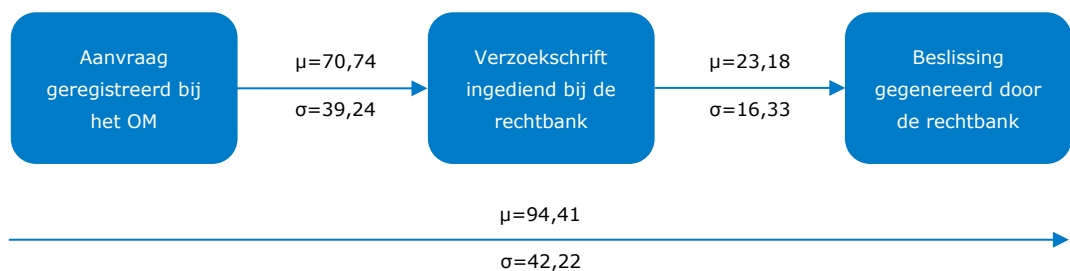 Aanvraag
geregistreerd bij
het OM
μ=70,74
σ=39,24
Verzoekschrift
ingediend bij de
rechtbank
μ=23,18
σ=16,33
Beslissing
gegenereerd door
de rechtbank
μ=94,41
σ=42,22